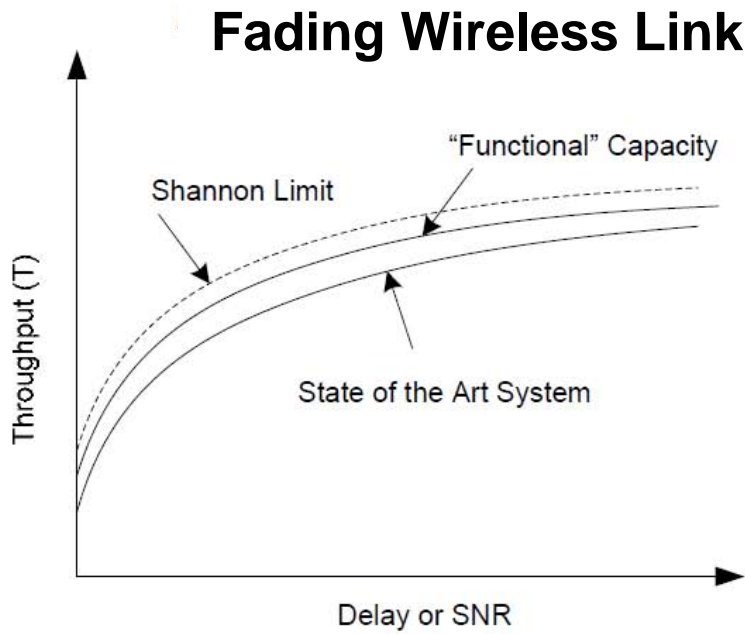 Fading Wireless Link
“Functional” Capacity
Shannon Limit
Throughput (T)
State of the Art System
Delay or SNR